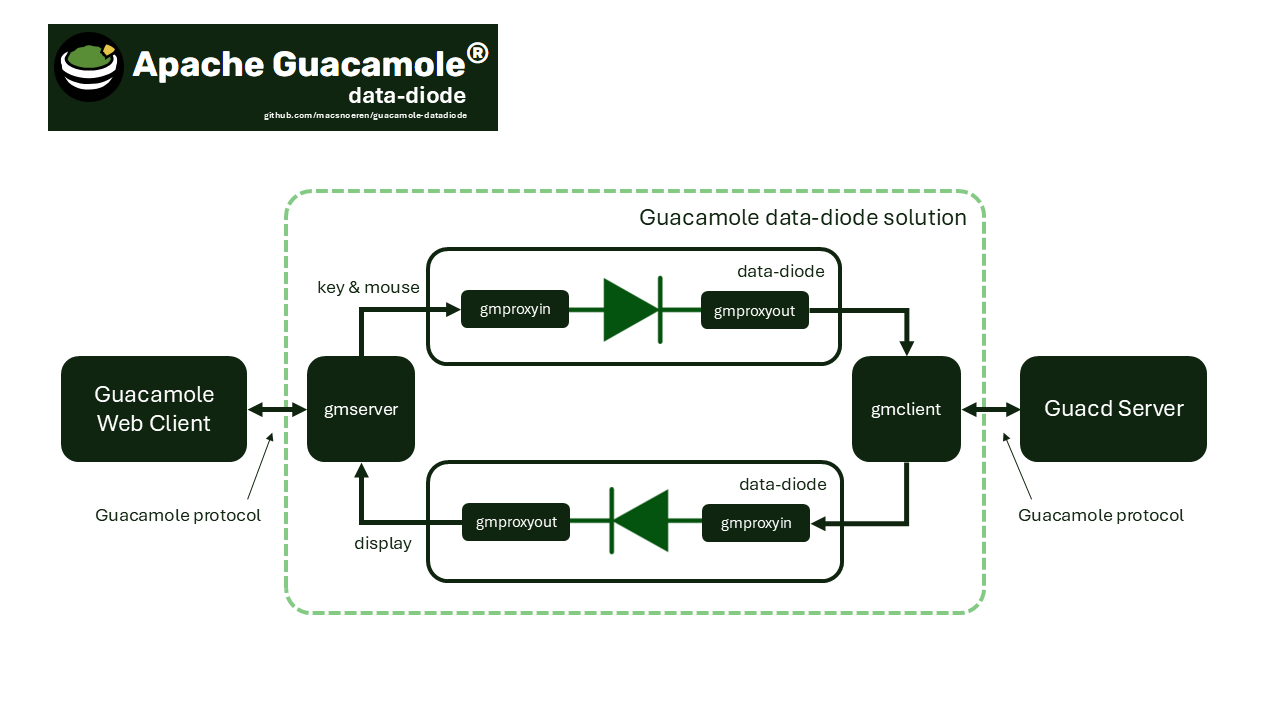 Apache Guacamole®
data-diode
github.com/macsnoeren/guacamole-datadiode
Guacamole data-diode solution
data-diode
key & mouse
gmproxyin
gmproxyout
Guacamole
Web Client
gmserver
gmclient
Guacd Server
data-diode
Guacamole protocol
gmproxyout
gmproxyin
Guacamole protocol
display